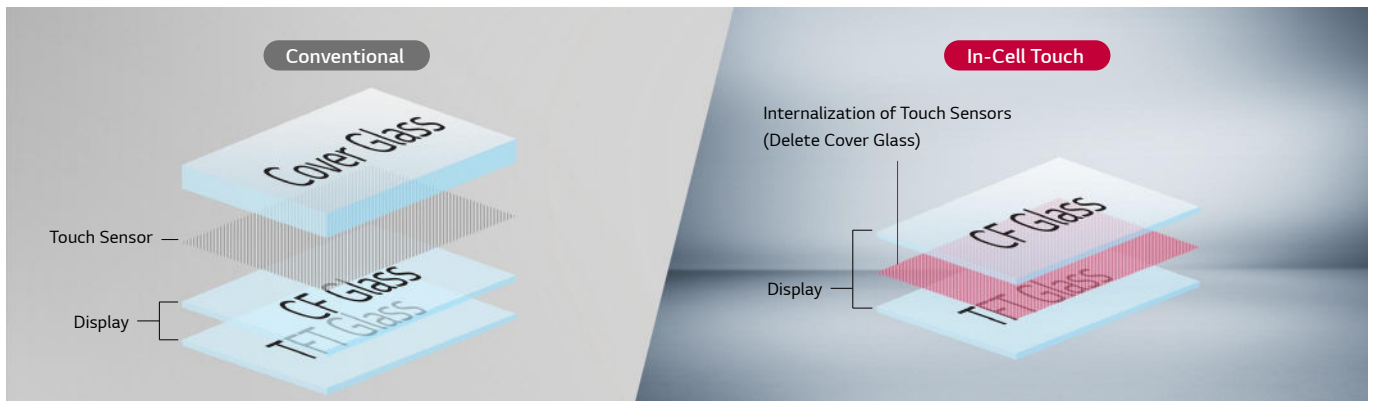 Conventional
Cover Glass
Touch Sensor
CF Glass
Display
TFT Glass
In-Cell Touch
Internalization of Touch Sensors
(Delete Cover Glass)
CF Glass
Display
TFT Glass